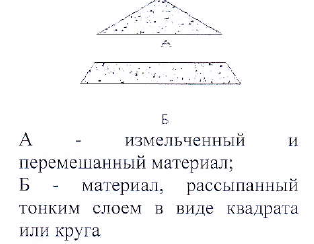 А
Б
А - измельченный и
перемешанный материал;
Б - материал, рассыпанный
тонким слоем в виде квадрата
или круга